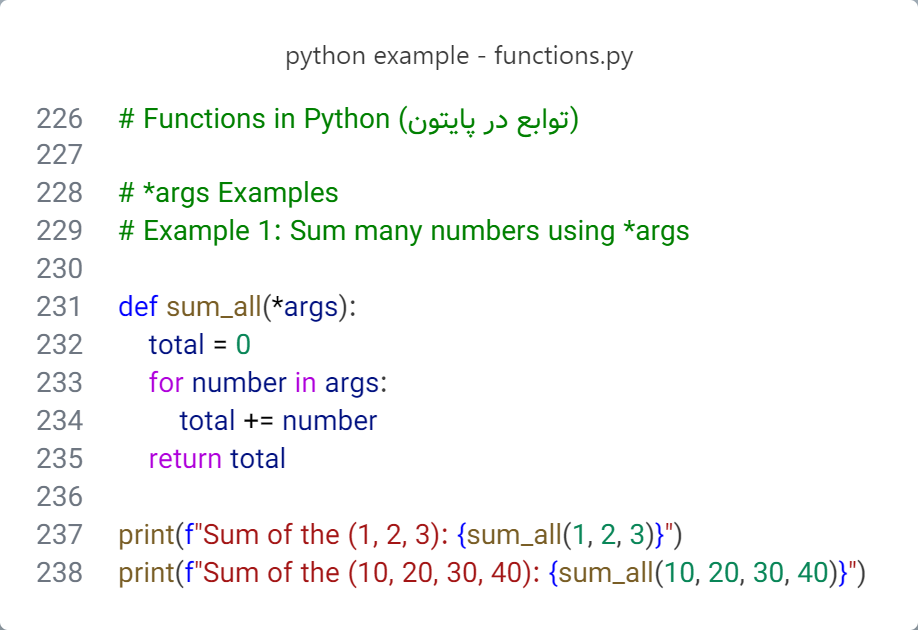 python example - functions.py
226 # Functions in Python (توابع در پایتون)
227
228 # *args Examples
229 # Example 1: Sum many numbers using *args
230
231 def sum_all(*args):
232     total = 0
233     for number in args:
234         total += number
235     return total
236
237 print(f"Sum of the (1, 2, 3): {sum_all(1, 2, 3)}")
238 print(f"Sum of the (10, 20, 30, 40): {sum_all(10, 20, 30, 40)}")